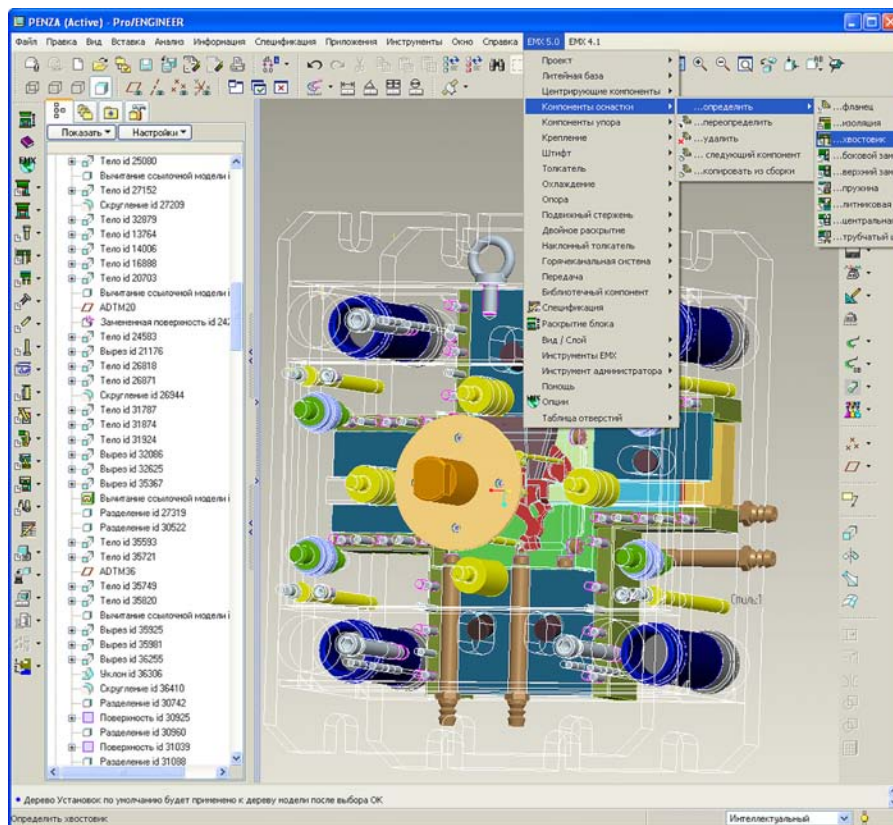 PENZA (Active) - Pro/ENGINEER
Файл Правка Вид Вставка Анализ Информация Спецификация Приложения Инструменты Окно Справка EMX 5.0 EMX 4.1
Показать Настройки
Тело id 25080
Вычитание ссылочной модели i
Тело id 27152
Скругление id 27209
Тело id 32879
Тело id 13764
Тело id 14006
Тело id 16888
Тело id 20703
Вычитание ссылочной модели i
ADTM20
Замененная поверхность id 24
Тело id 24583
Вырез id 21176
Тело id 26818
Тело id 26871
Скругление id 26944
Тело id 31787
Тело id 31874
Тело id 31924
Вырез id 32086
Вырез id 32625
Вырез id 35367
Вычитание ссылочной модели i
Разделение id 27319
Разделение id 30522
Тело id 35593
Тело id 35721
ADTM36
Тело id 35749
Тело id 35820
Вычитание ссылочной модели i
Вырез id 35925
Вырез id 35981
Вырез id 36255
Уклон id 36306
Скругление id 36410
Разделение id 30742
Поверхность id 30925
Разделение id 30960
Поверхность id 31039
Разделение id 31088
EMX
Проект
Литейная база
Центрирующие компоненты
Компоненты оснастки
Компоненты упора
Крепление
Штифт
Толкатель
Охлаждение
Опора
Подвижный стержень
Двойное раскрытие
Наклонный толкатель
Горячеканальная система
Передача
Библиотечный компонент
Спецификация
Раскрытие блока
Вид / Слой
Инструменты EMX
Инструмент администратора
Помощь
Опции
Таблица отверстий
...определить
...переопределить
...удалить
... следующий компонент
...копировать из сборки
...фланец
...изоляция
...хвостовик
...боковой зам
...верхний зам
...пружина
...литниковая
...центральная
...трубчатый
Стиль:1
• Дерево Установок по умолчанию будет применено к дереву модели после выбора OK
Определить хвостовик
Интеллектуальный